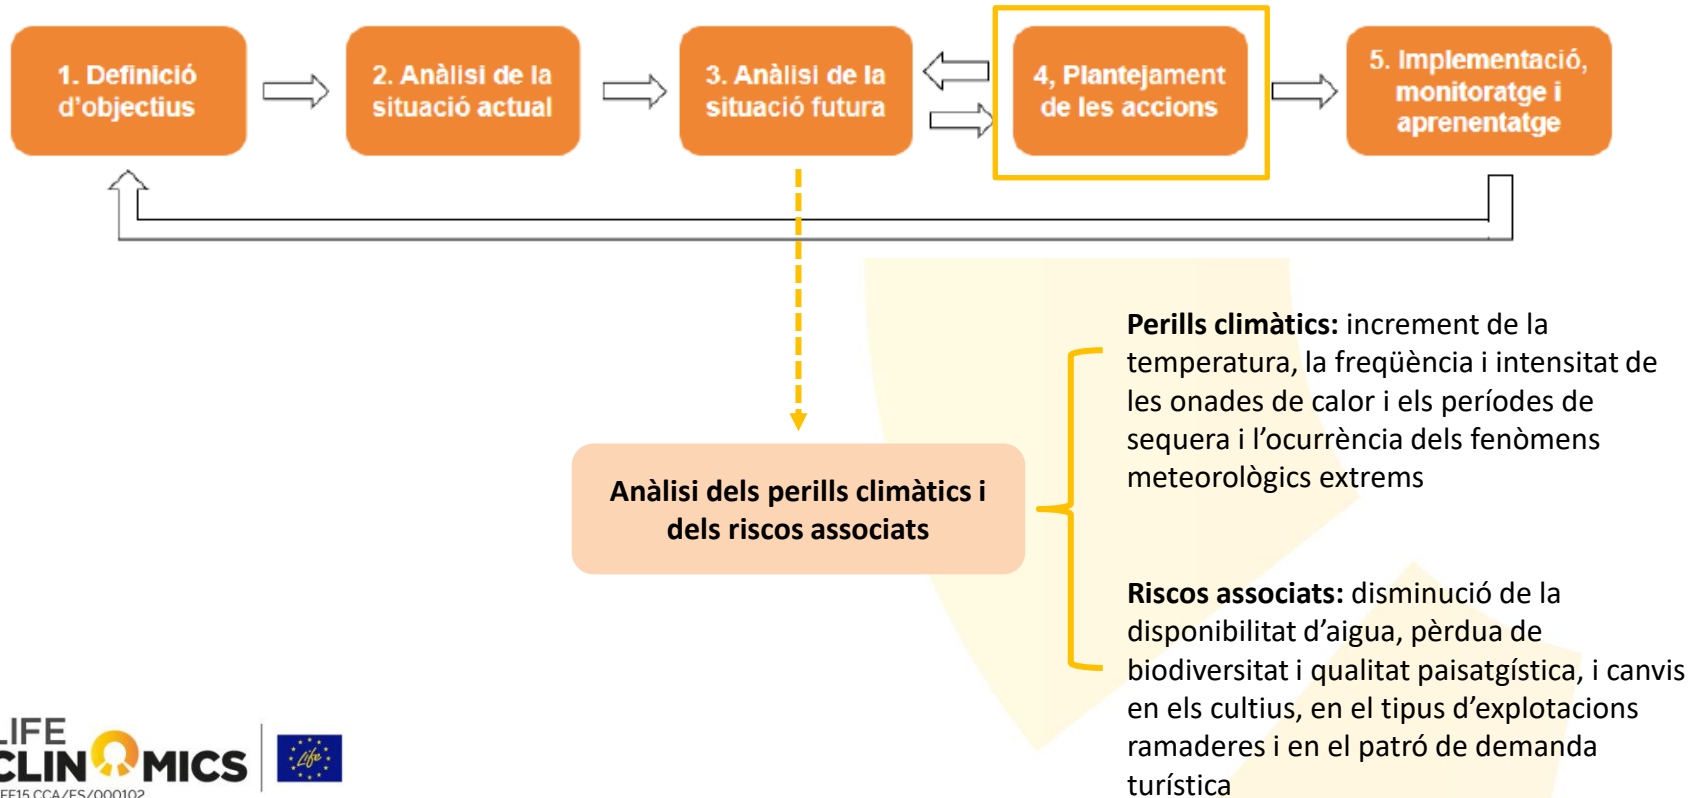 1. Definició
d'objectius
2. Anàlisi de la
situació actual
3. Anàlisi de la
situació futura
4, Plantejament
de les accions
5. Implementació,
monitoratge i
aprenentatge
Anàlisi dels perills climàtics i
dels riscos associats
Perills climàtics: increment de la
temperatura, la freqüència i intensitat de
les onades de calor i els períodes de
sequera i l’ocurrència dels fenòmens
meteorològics extrems
Riscos associats: disminució de la
disponibilitat d’aigua, pèrdua de
biodiversitat i qualitat paisatgística, i canvis
en els cultius, en el tipus d’explotacions
ramaderes i en el patró de demanda
turística
LIFE
CLINOMICS
Life